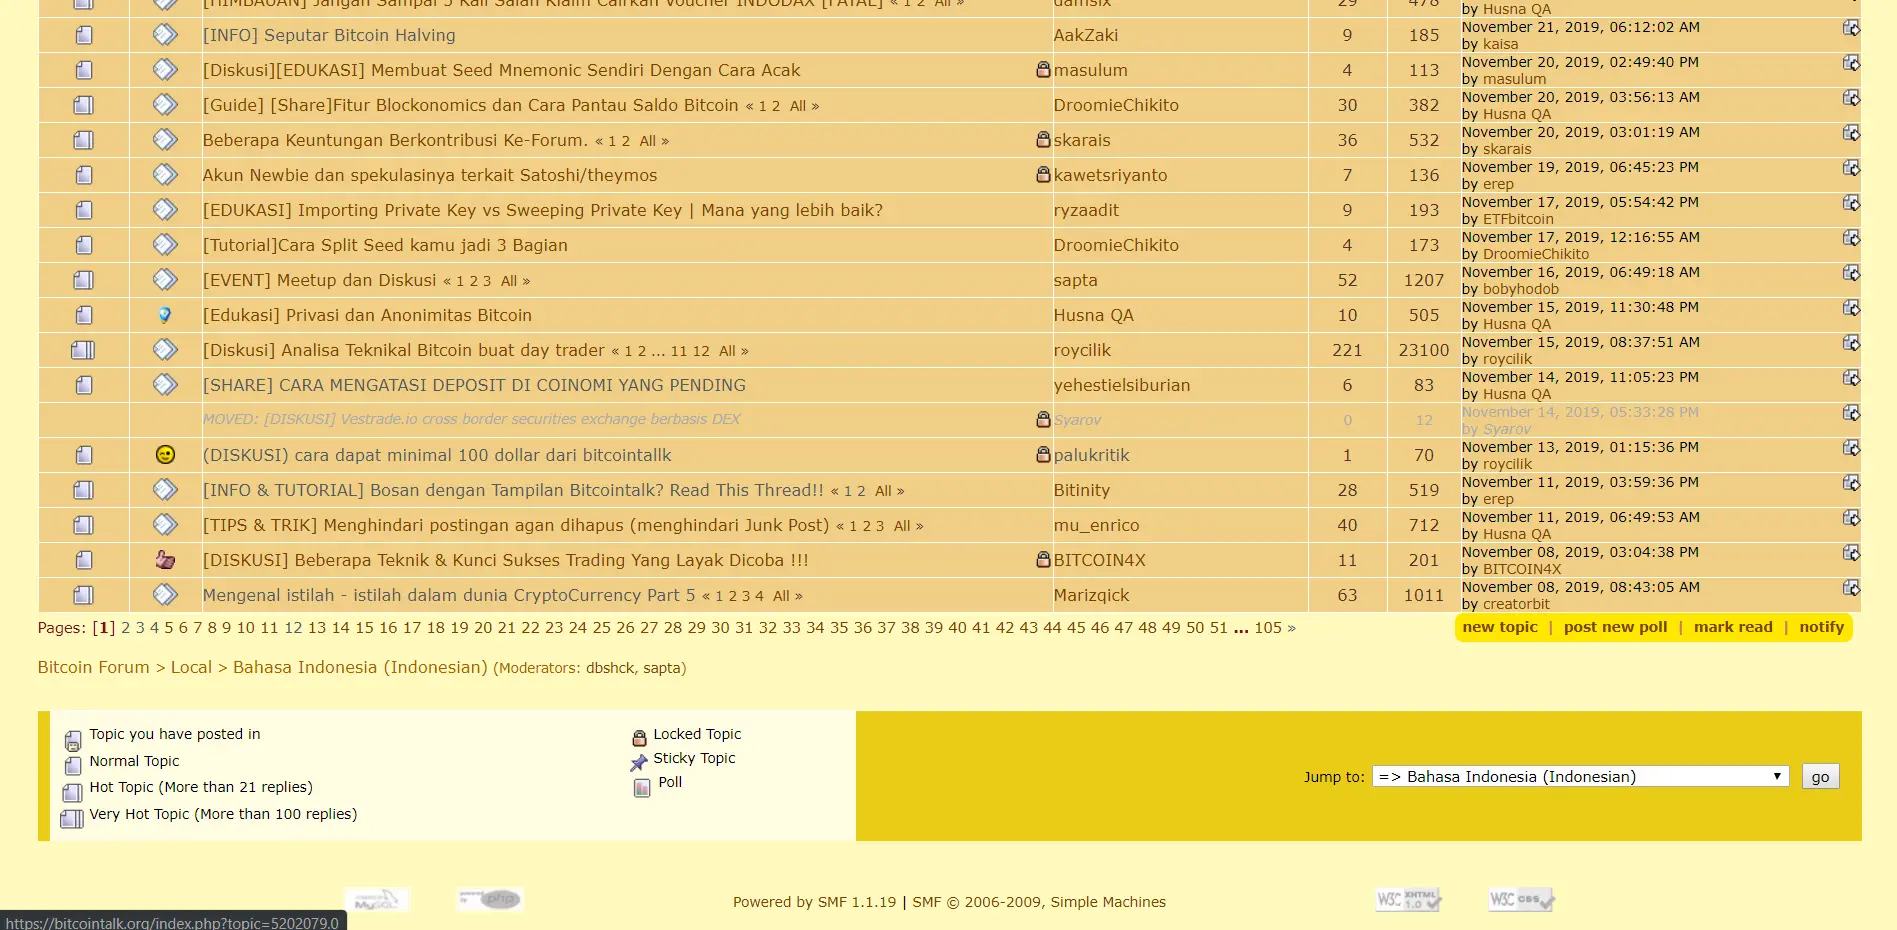 [HIMBAUAN] Jangan Sampai 5 Kali Salah Klaim Cairkan Voucher INDODAX [FATAL] « 1 2 All » damsix 29 478 by Husna QA
[INFO] Seputar Bitcoin Halving AakZaki 9 185 November 21, 2019, 06:12:02 AM
by kaisa
[Diskusi][EDUKASI] Membuat Seed Mnemonic Sendiri Dengan Cara Acak masulum 4 113 November 20, 2019, 02:49:40 PM
by masulum
[Guide] [Share]Fitur Blockonomics dan Cara Pantau Saldo Bitcoin « 1 2 All » DroomieChikito 30 382 November 20, 2019, 03:56:13 AM
by Husna QA
Beberapa Keuntungan Berkontribusi Ke-Forum. « 1 2 All » skarais 36 532 November 20, 2019, 03:01:19 AM
by skarais
Akun Newbie dan spekulasinya terkait Satoshi/theymos kawetsriyanto 7 136 November 19, 2019, 06:45:23 PM
by erep
[EDUKASI] Importing Private Key vs Sweeping Private Key | Mana yang lebih baik? ryzaadit 9 193 November 17, 2019, 05:54:42 PM
by ETFbitcoin
[Tutorial]Cara Split Seed kamu jadi 3 Bagian DroomieChikito 4 173 November 17, 2019, 12:16:55 AM
by DroomieChikito
[EVENT] Meetup dan Diskusi « 1 2 3 All » sapta 52 1207 November 16, 2019, 06:49:18 AM
by bobyhodob
[Edukasi] Privasi dan Anonimitas Bitcoin Husna QA 10 505 November 15, 2019, 11:30:48 PM
by Husna QA
[Diskusi] Analisa Teknikal Bitcoin buat day trader « 1 2 ... 11 12 All » roycilik 221 23100 November 15, 2019, 08:37:51 AM
by roycilik
[SHARE] CARA MENGATASI DEPOSIT DI COINOMI YANG PENDING yehestielsiburian 6 83 November 14, 2019, 11:05:23 PM
by Husna QA
MOVED: [DISKUSI] Vestrade.io cross border securities exchange berbasis DEX Syarov 0 12 November 14, 2019, 05:33:28 PM
by Syarov
(DISKUSI) cara dapat minimal 100 dollar dari bitcointallk palukritik 1 70 November 13, 2019, 01:15:36 PM
by roycilik
[INFO & TUTORIAL] Bosan dengan Tampilan Bitcointalk? Read This Thread!! « 1 2 All » Bitinity 28 519 November 11, 2019, 03:59:36 PM
by erep
[TIPS & TRIK] Menghindari postingan agan dihapus (menghindari Junk Post) « 1 2 3 All » mu_enrico 40 712 November 11, 2019, 06:49:53 AM
by Husna QA
[DISKUSI] Beberapa Teknik & Kunci Sukses Trading Yang Layak Dicoba !!! BITCOIN4X 11 201 November 08, 2019, 03:04:38 PM
by BITCOIN4X
Mengenal istilah - istilah dalam dunia CryptoCurrency Part 5 « 1 2 3 4 All » Marizqick 63 1011 November 08, 2019, 08:43:05 AM
by creatorbit
Pages: [1] 2 3 4 5 6 7 8 9 10 11 12 13 14 15 16 17 18 19 20 21 22 23 24 25 26 27 28 29 30 31 32 33 34 35 36 37 38 39 40 41 42 43 44 45 46 47 48 49 50 51 ... 105 » new topic | post new poll | mark read | notify
Bitcoin Forum > Local > Bahasa Indonesia (Indonesian) (Moderators: dbshck, sapta)
Topic you have posted in
Normal Topic
Hot Topic (More than 21 replies)
Very Hot Topic (More than 100 replies)
Locked Topic
Sticky Topic
Poll
Jump to: => Bahasa Indonesia (Indonesian) go
MySQL
powered by php
Powered by SMF 1.1.19 | SMF © 2006-2009, Simple Machines
W3C XHTML 1.0
W3C CSS
https://bitcointalk.org/index.php?topic=5202079.0